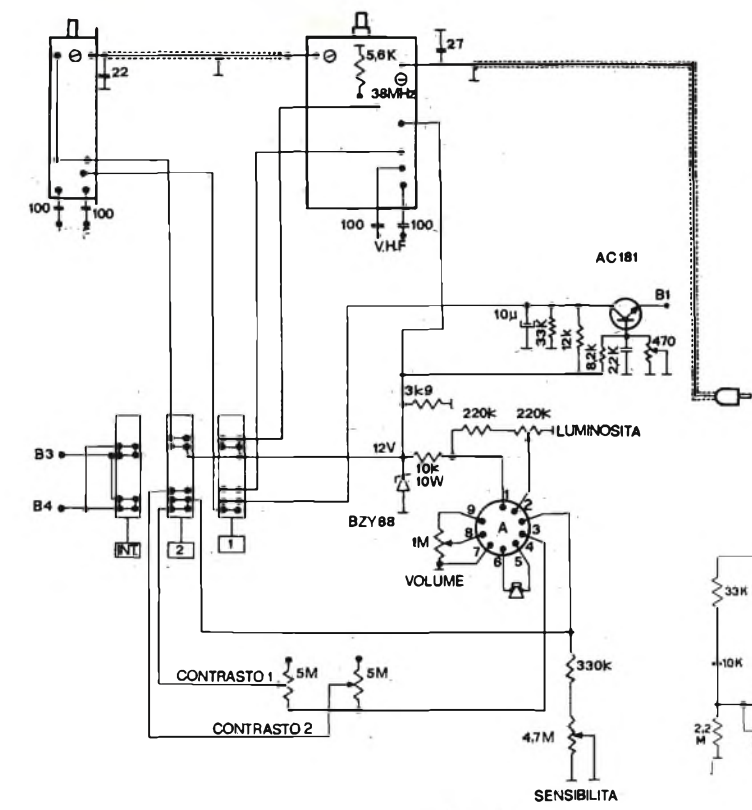 5,6K
27
22
38MHz
100
100
100
100
V.H.F
AC181
B1
10µ
33K
12k
8,2k
2,2K
470
3k9
220k
220k
LUMINOSITA
12V
B3
10k
10W
1
2
B4
9
A
3
BZY88
8
4
1M
7
6
5
INT.
2
1
VOLUME
33K
330k
10K
CONTRASTO 1
5M
5M
CONTRASTO 2
4,7M
2,2
M
SENSIBILITA